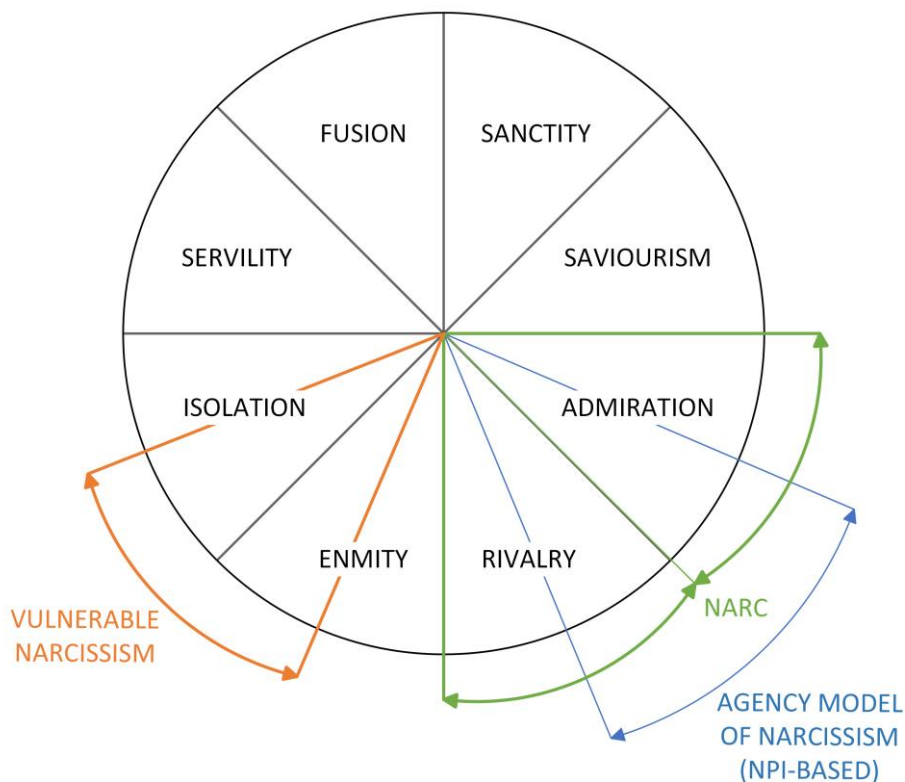 FUSION
SANCTITY
SERVILITY
SAVIOURISM
ISOLATION
ADMIRATION
ENMITY
RIVALRY
VULNERABLE
NARCISSISM
NARC
AGENCY MODEL
OF NARCISSISM
(NPI-BASED)